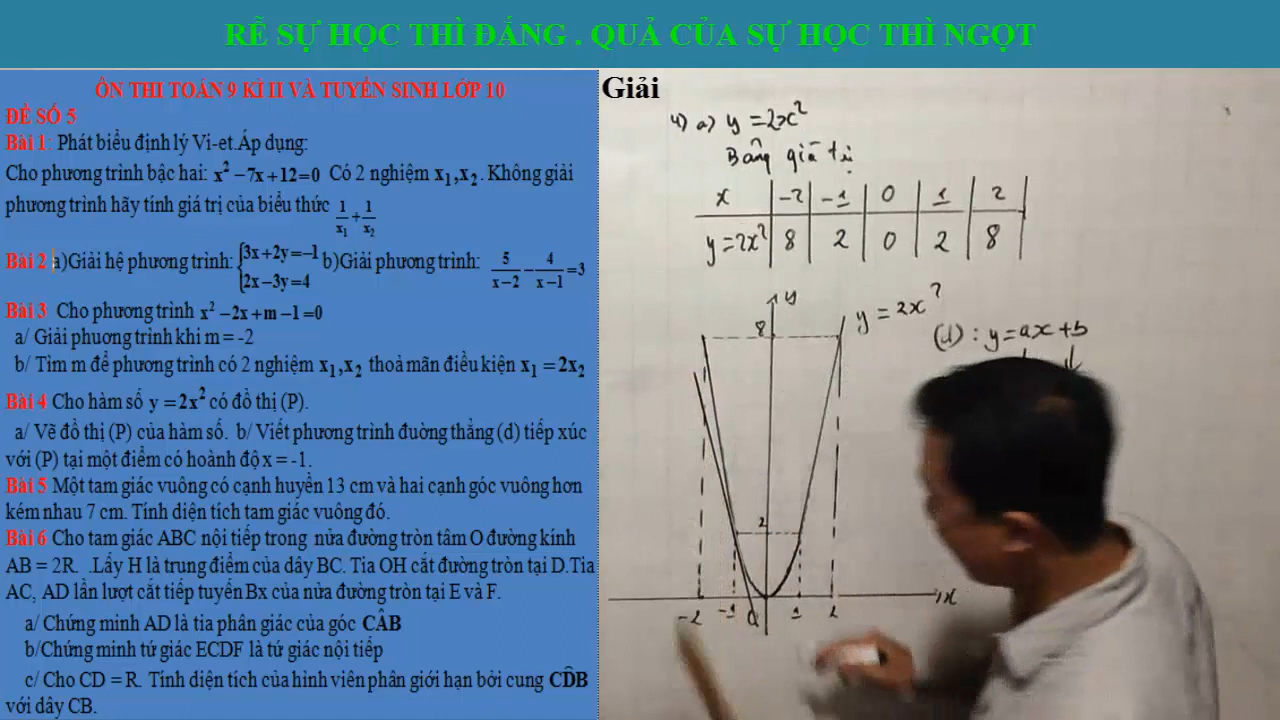 RỄ SỰ HỌC THÌ ĐẮNG . QUẢ CỦA SỰ HỌC THÌ NGỌT
ÔN THI TOÁN 9 KÌ II VÀ TUYỂN SINH LỚP 10
ĐỀ SỐ 5
Bài 1: Phát biểu định lý Vi-et.Áp dụng:
Cho phương trình bậc hai: x² −7x+12=0 Có 2 nghiệm x₁,x₂. Không giải
phương trình hãy tính giá trị của biểu thức 1/x₁ + 1/x₂
Bài 2 a)Giải hệ phương trình: {3x+2y=−1 b)Giải phương trình: 5/(x−2) − 4/(x−1) =3
{2x−3y=4
Bài 3 Cho phương trình x² −2x+m −1=0
a/ Giải phuơng trình khi m = -2
b/ Tìm m để phương trình có 2 nghiệm x₁,x₂ thoả mãn điều kiện x₁ = 2x₂
Bài 4 Cho hàm số y = 2x² có đồ thị (P).
a/ Vẽ đồ thị (P) của hàm số. b/ Viết phương trình đuờng thẳng (d) tiếp xúc
với (P) tại một điểm có hoành độ x = -1.
Bài 5 Một tam giác vuông có cạnh huyền 13 cm và hai cạnh góc vuông hơn
kém nhau 7 cm. Tính diện tích tam giác vuông đó.
Bài 6 Cho tam giác ABC nội tiếp trong nửa đường tròn tâm O đường kính
AB = 2R. .Lấy H là trung điểm của dây BC. Tia OH cắt đường tròn tại D.Tia
AC, AD lần lượt cắt tiếp tuyến Bx của nửa đường tròn tại E và F.
a/ Chứng minh AD là tia phân giác của góc CÂB
b/Chứng minh tứ giác ECDF là tứ giác nội tiếp
c/ Cho CD = R. Tính diện tích của hình viên phân giới hạn bởi cung CD̂B
với dây CB.
Giải
4) a) y = 2x²
Bảng giá trị
x -2 -1 0 1 2
y = 2x² 8 2 0 2 8
y
8
y = 2x²
(d) : y = ax + b
2
x
-2 -1 O 1 2